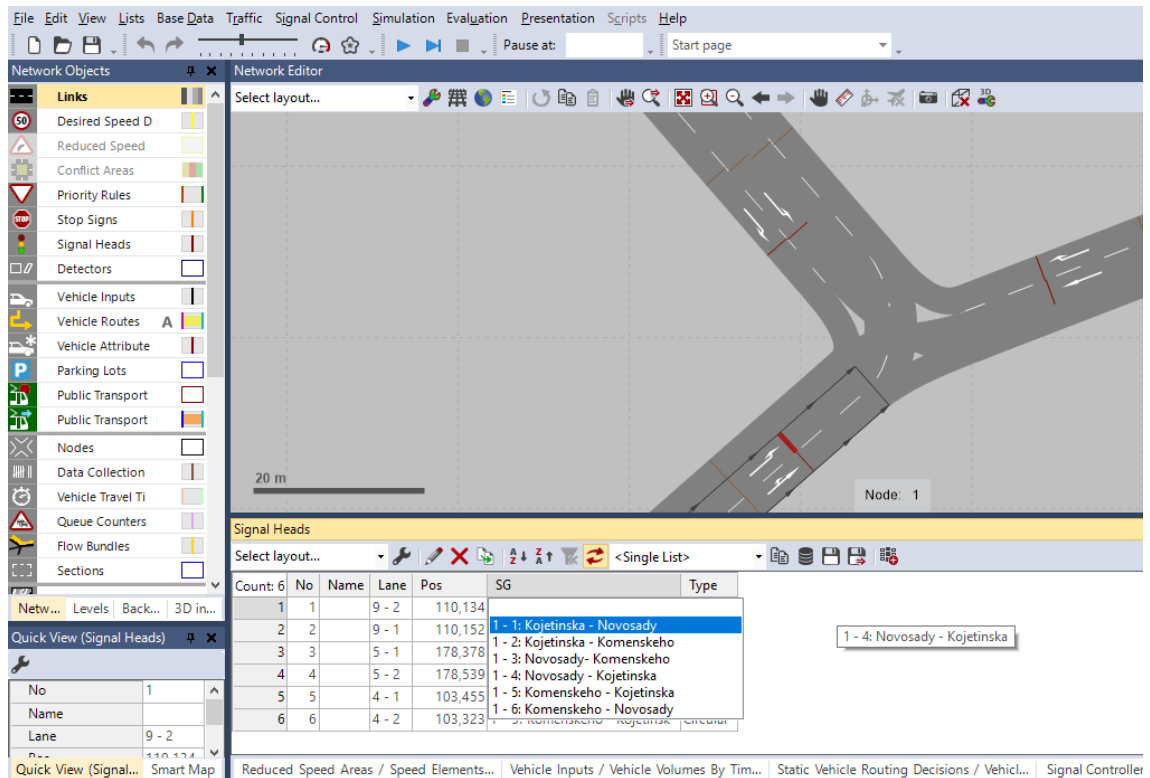 File Edit View Lists Base Data Traffic Signal Control Simulation Evaluation Presentation Scripts Help
Pause at: Start page
Network Objects
Network Editor
Links
Select layout...
3D
50 Desired Speed D
Reduced Speed
Conflict Areas
Priority Rules
STOP Stop Signs
Signal Heads
Detectors
Vehicle Inputs
Vehicle Routes A
Vehicle Attribute
P Parking Lots
Public Transport
Public Transport
Nodes
Data Collection
Vehicle Travel Ti
Queue Counters
Flow Bundles
Sections
20 m
Node: 1
Netw... Levels Back... 3D in...
Signal Heads
Select layout... <Single List>
Count: 6 No Name Lane Pos SG Type
1 1 9 - 2 110,134
2 2 9 - 1 110,152
3 3 5 - 1 178,378
4 4 5 - 2 178,539
5 5 4 - 1 103,455
6 6 4 - 2 103,323
1 - 1: Kojetinska - Novosady
1 - 2: Kojetinska - Komenskeho
1 - 3: Novosady- Komenskeho
1 - 4: Novosady - Kojetinska
1 - 5: Komenskeho - Kojetinska
1 - 6: Komenskeho - Novosady
1 - 4: Novosady - Kojetinska
Quick View (Signal Heads)
No 1
Name
Lane 9 - 2
Quick View (Signal... Smart Map
Reduced Speed Areas / Speed Elements... Vehicle Inputs / Vehicle Volumes By Tim... Static Vehicle Routing Decisions / Vehicl... Signal Controller